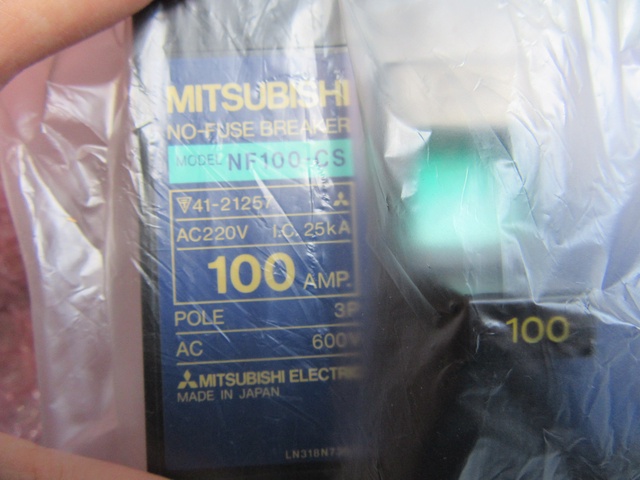 MITSUBISHI
NO-FUSE BREAKER
MODEL NF100-CS
▽41-21257
AC220V I.C. 25kA
100 AMP.
POLE 3P
AC 600V
MITSUBISHI ELECTRIC
MADE IN JAPAN
100